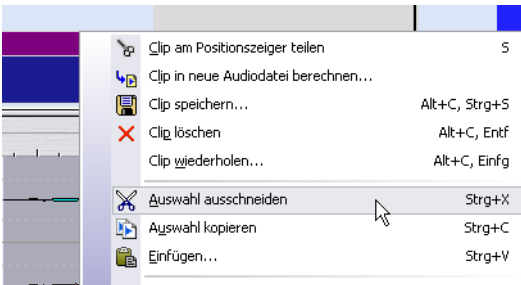 Clip am Positionszeiger teilen S
Clip in neue Audiodatei berechnen...
Clip speichern... Alt+C, Strg+S
Clip löschen Alt+C, Entf
Clip wiederholen... Alt+C, Einfg
Auswahl ausschneiden Strg+X
Auswahl kopieren Strg+C
Einfügen... Strg+V